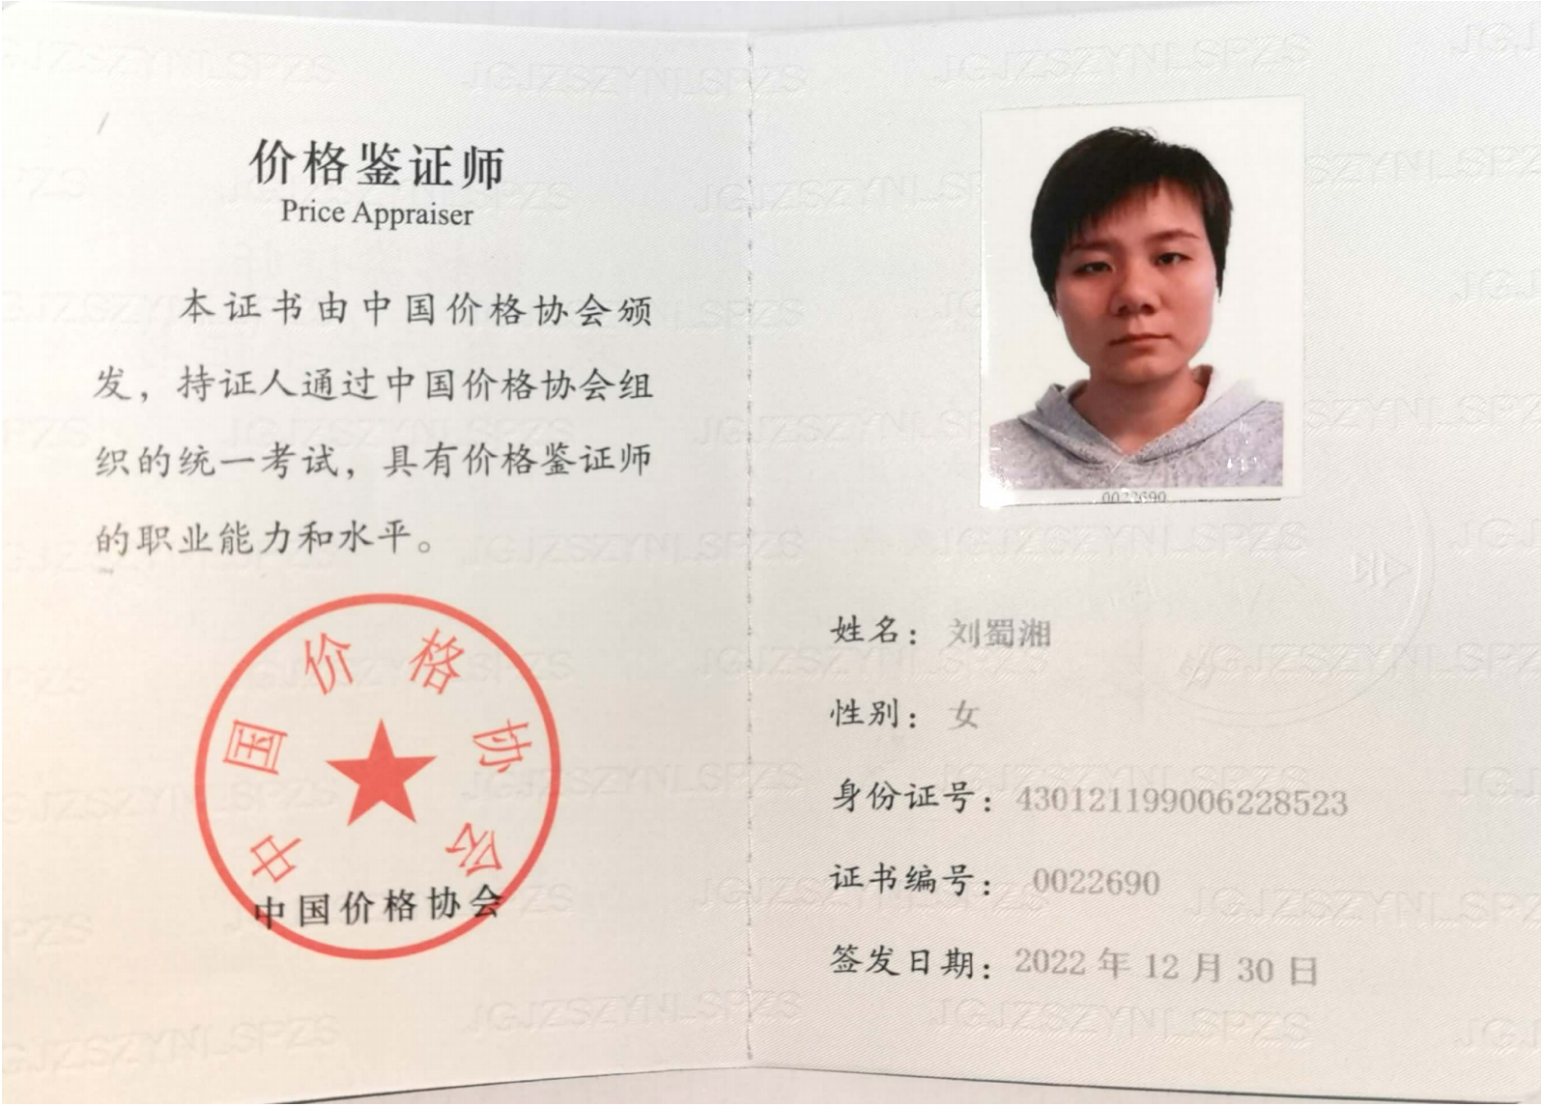 价格鉴证师
Price Appraiser
本证书由中国价格协会颁
发，持证人通过中国价格协会组
织的统一考试，具有价格鉴证师
的职业能力和水平。
中国价格协会
中国价格协会
0022690
姓名：刘蜀湘
性别：女
身份证号：430121199006228523
证书编号：0022690
签发日期：2022年12月30日
JGJZSZYNLSPZS